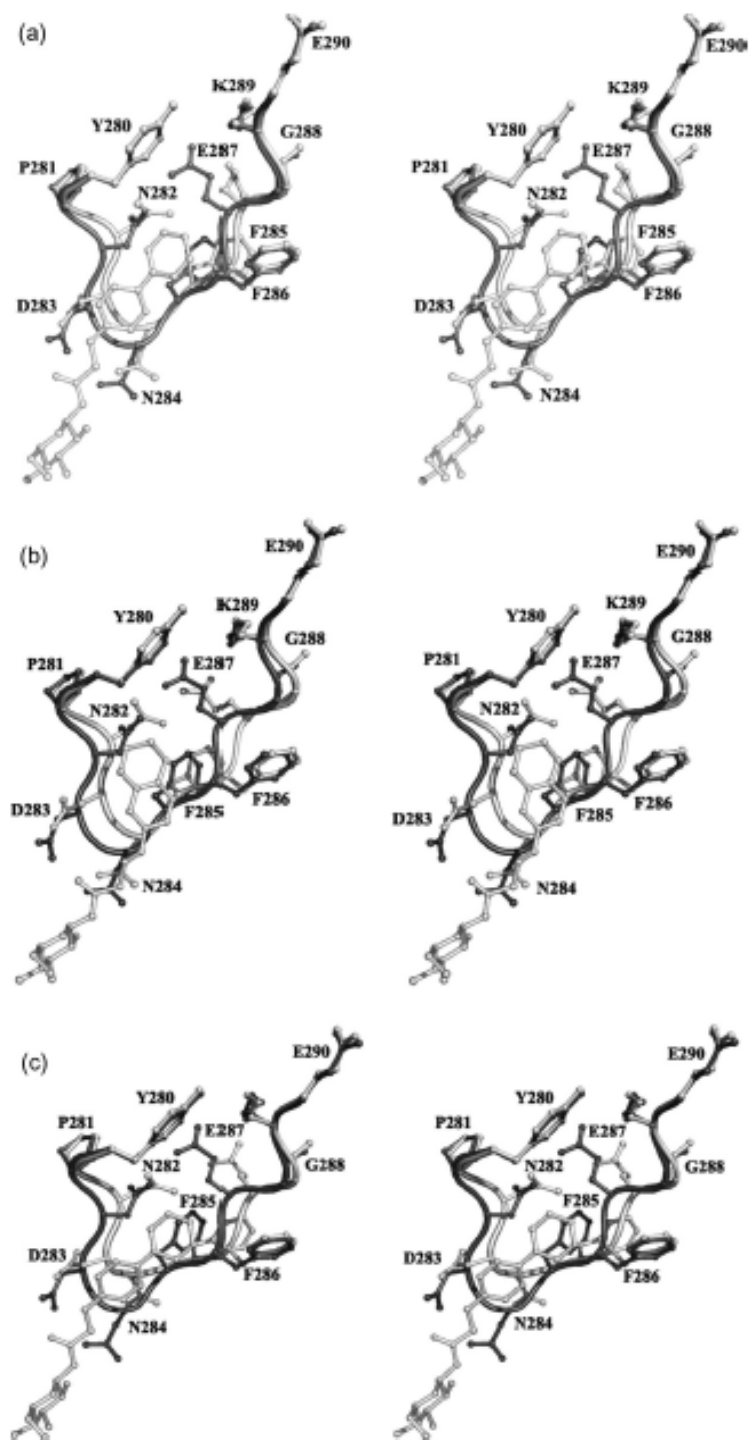 (a)
E290 E290
K289 K289
Y280 G288 Y280 G288
P281 E287 P281 E287
N282 N282
F285 F285
D283 F286 D283 F286
N284 N284
(b)
E290 E290
K289 K289
Y280 G288 Y280 G288
P281 E287 P281 E287
N282 N282
D283 F285 F286 D283 F285 F286
N284 N284
(c)
E290 E290
Y280 Y280
P281 E287 P281 E287
N282 G288 N282 G288
F285 F285
D283 F286 D283 F286
N284 N284